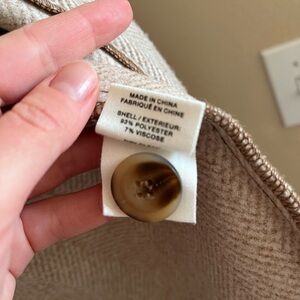 MADE IN CHINA
FABRIQUÉ EN CHINE
SHELL / EXTERIEUR:
93% POLYESTER
7% VISCOSE